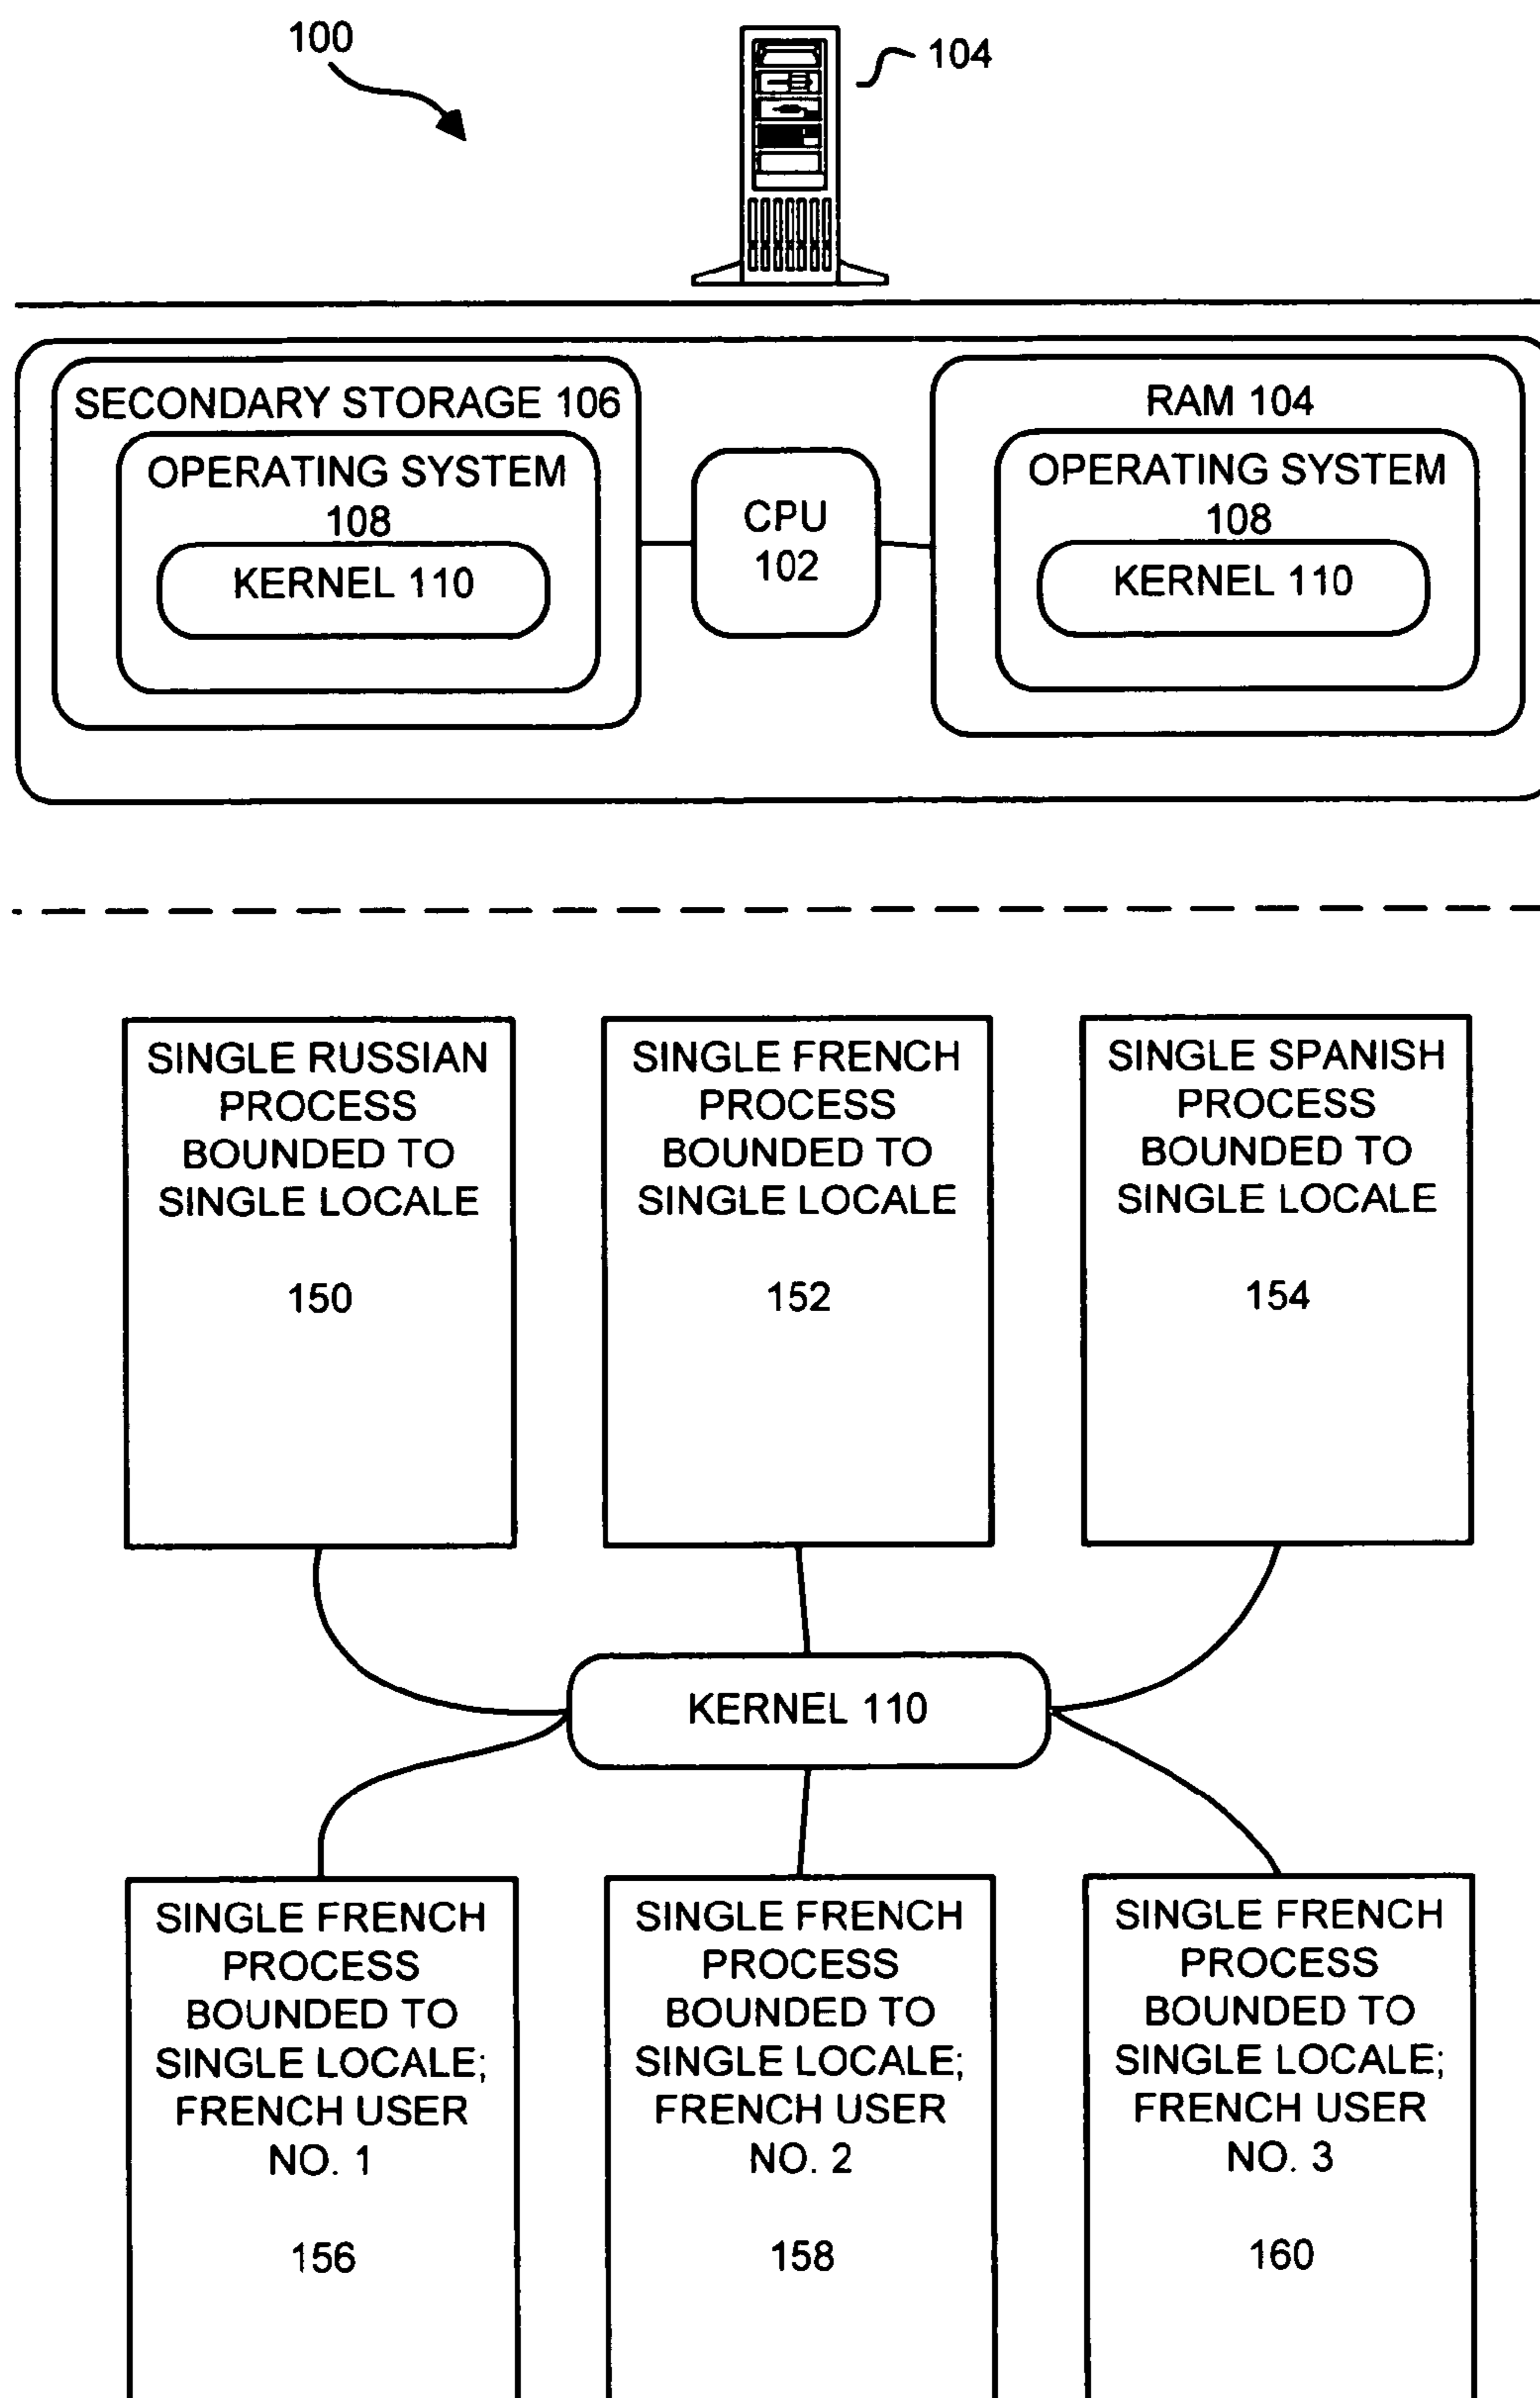 100
104
SECONDARY STORAGE 106
OPERATING SYSTEM
108
KERNEL 110
CPU
102
RAM 104
OPERATING SYSTEM
108
KERNEL 110
SINGLE RUSSIAN
PROCESS
BOUNDED TO
SINGLE LOCALE
150
SINGLE FRENCH
PROCESS
BOUNDED TO
SINGLE LOCALE
152
SINGLE SPANISH
PROCESS
BOUNDED TO
SINGLE LOCALE
154
KERNEL 110
SINGLE FRENCH
PROCESS
BOUNDED TO
SINGLE LOCALE;
FRENCH USER
NO. 1
156
SINGLE FRENCH
PROCESS
BOUNDED TO
SINGLE LOCALE;
FRENCH USER
NO. 2
158
SINGLE FRENCH
PROCESS
BOUNDED TO
SINGLE LOCALE;
FRENCH USER
NO. 3
160